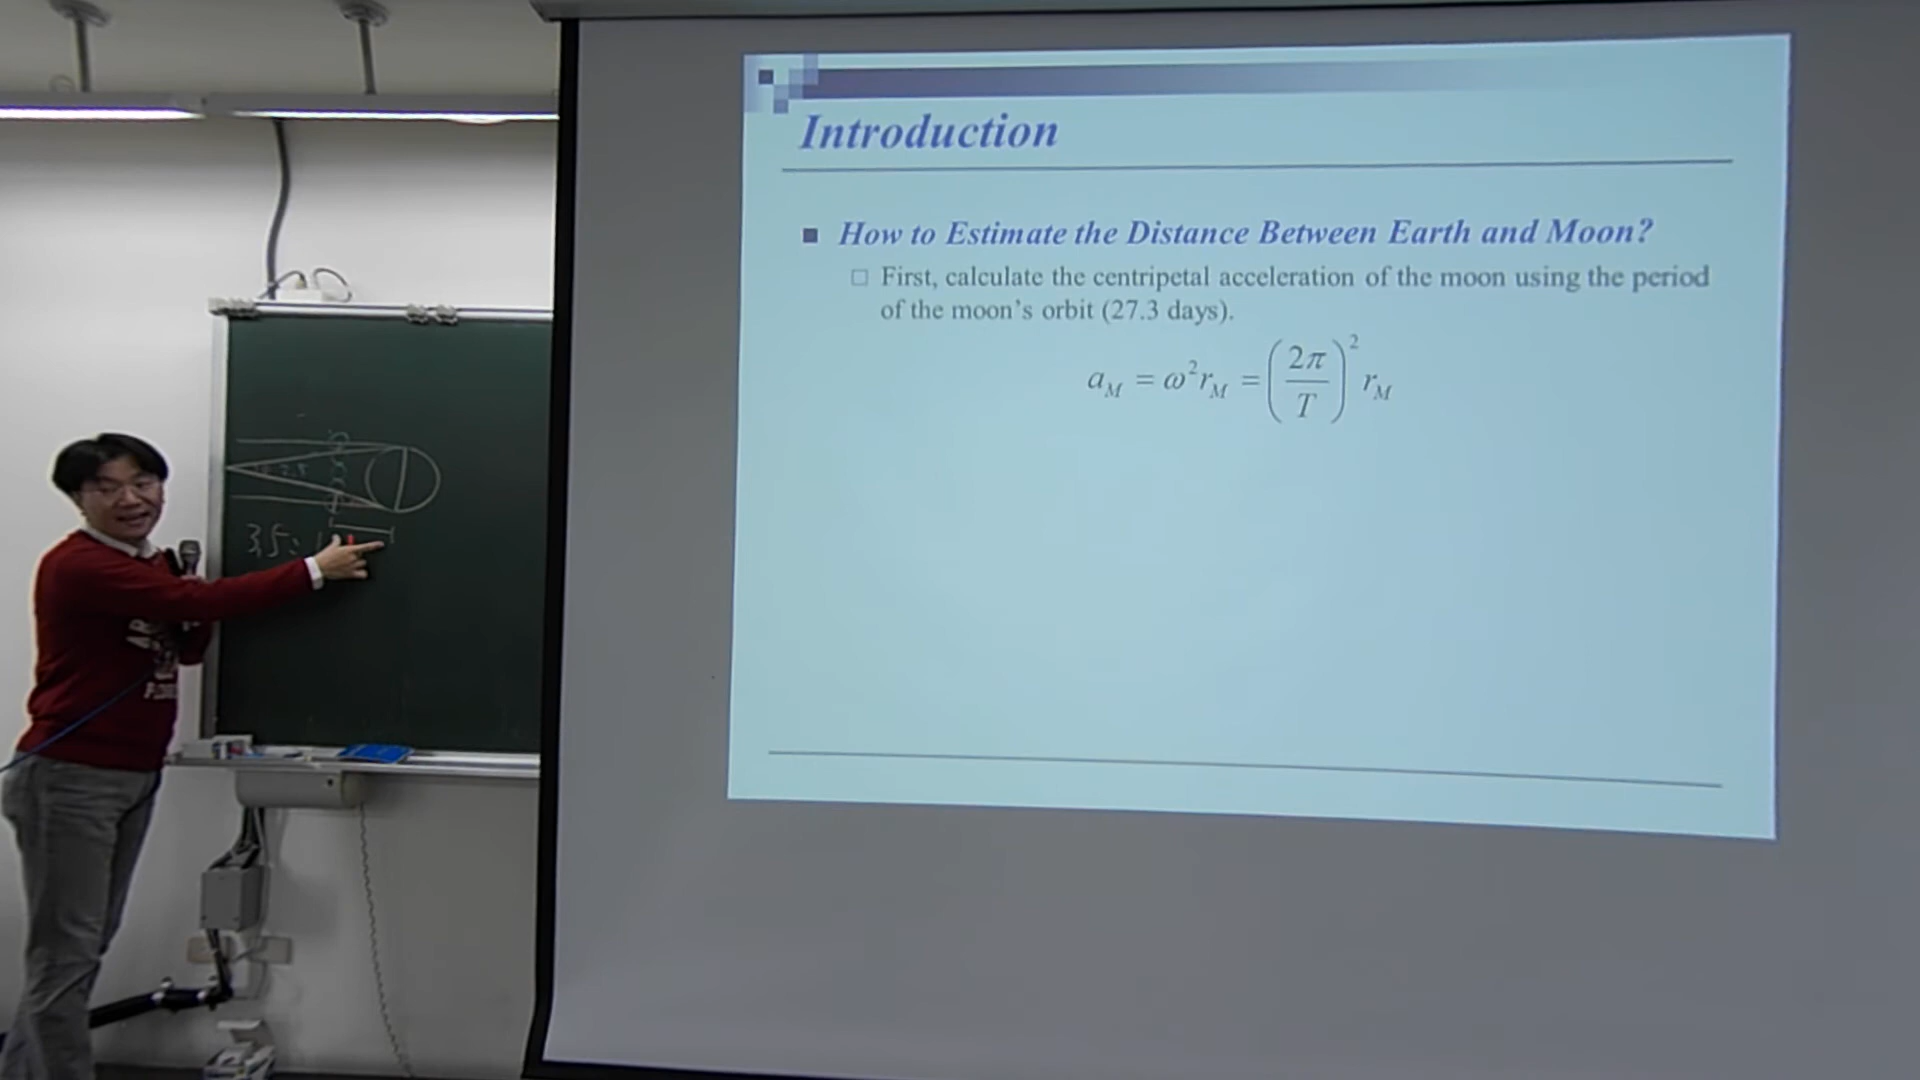 Introduction
How to Estimate the Distance Between Earth and Moon?
First, calculate the centripetal acceleration of the moon using the period
of the moon's orbit (27.3 days).
a_M = ω²r_M = (2π/T)² r_M
35: